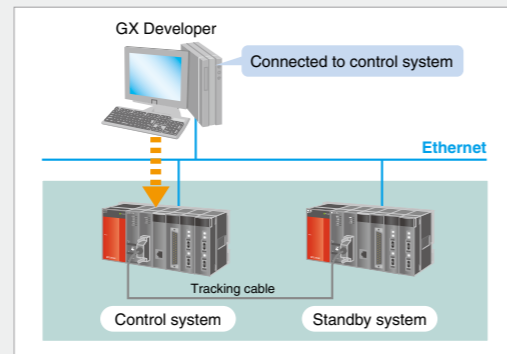 GX Developer
Connected to control system
Ethernet
Tracking cable
Control system
Standby system